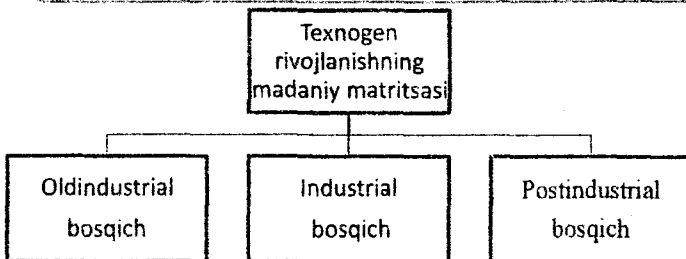 Texnogen
rivojlanishning
madaniy matritsasi
Oldindustrial
bosqich
Industrial
bosqich
Postindustrial
bosqich